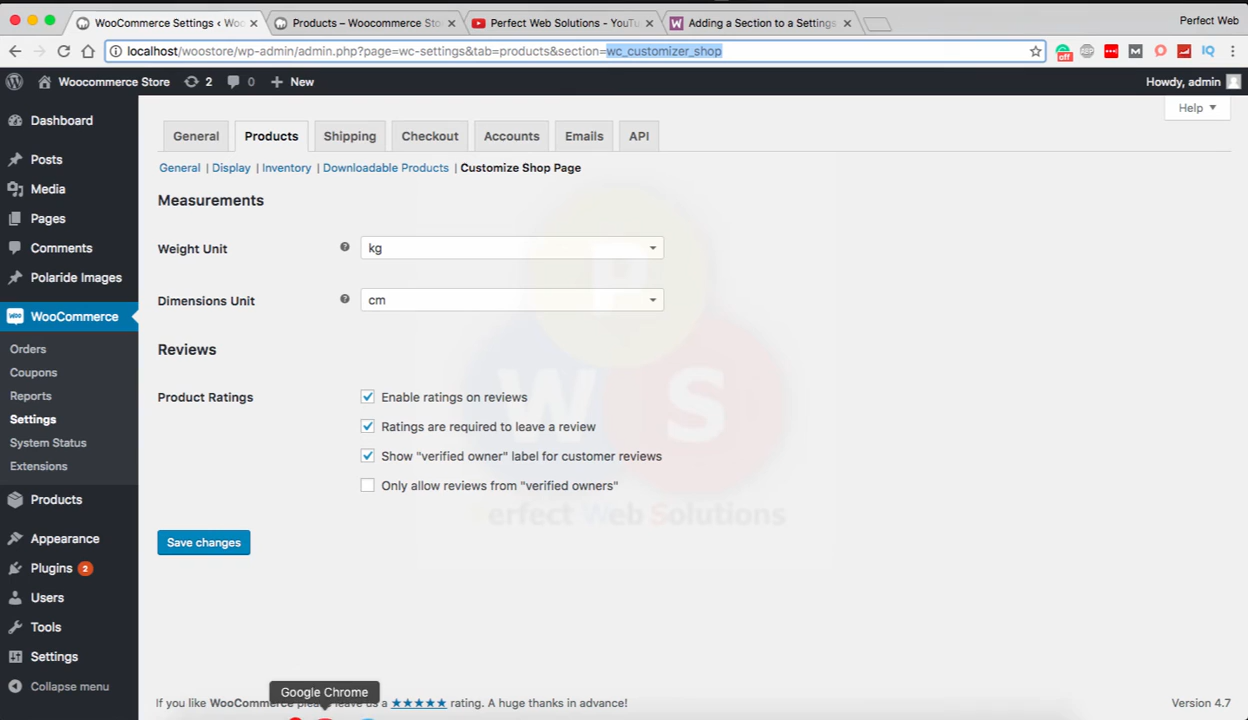 WooCommerce Settings ‹ Woo
Products – Woocommerce Sto
Perfect Web Solutions - YouTu
Adding a Section to a Settings
Perfect Web
localhost/woostore/wp-admin/admin.php?page=wc-settings&tab=products&section=wc_customizer_shop
off
IQ
Woocommerce Store
2
0
New
Howdy, admin
Help
Dashboard
Posts
Media
Pages
Comments
Polaride Images
WooCommerce
Orders
Coupons
Reports
Settings
System Status
Extensions
Products
Appearance
Plugins 2
Users
Tools
Settings
Collapse menu
General
Products
Shipping
Checkout
Accounts
Emails
API
General | Display | Inventory | Downloadable Products | Customize Shop Page
Measurements
Weight Unit
kg
Dimensions Unit
cm
Reviews
Product Ratings
Enable ratings on reviews
Ratings are required to leave a review
Show "verified owner" label for customer reviews
Only allow reviews from "verified owners"
Save changes
P
W S
erfect Web Solutions
Google Chrome
If you like WooCommerce please leave us a ★★★★★ rating. A huge thanks in advance!
Version 4.7